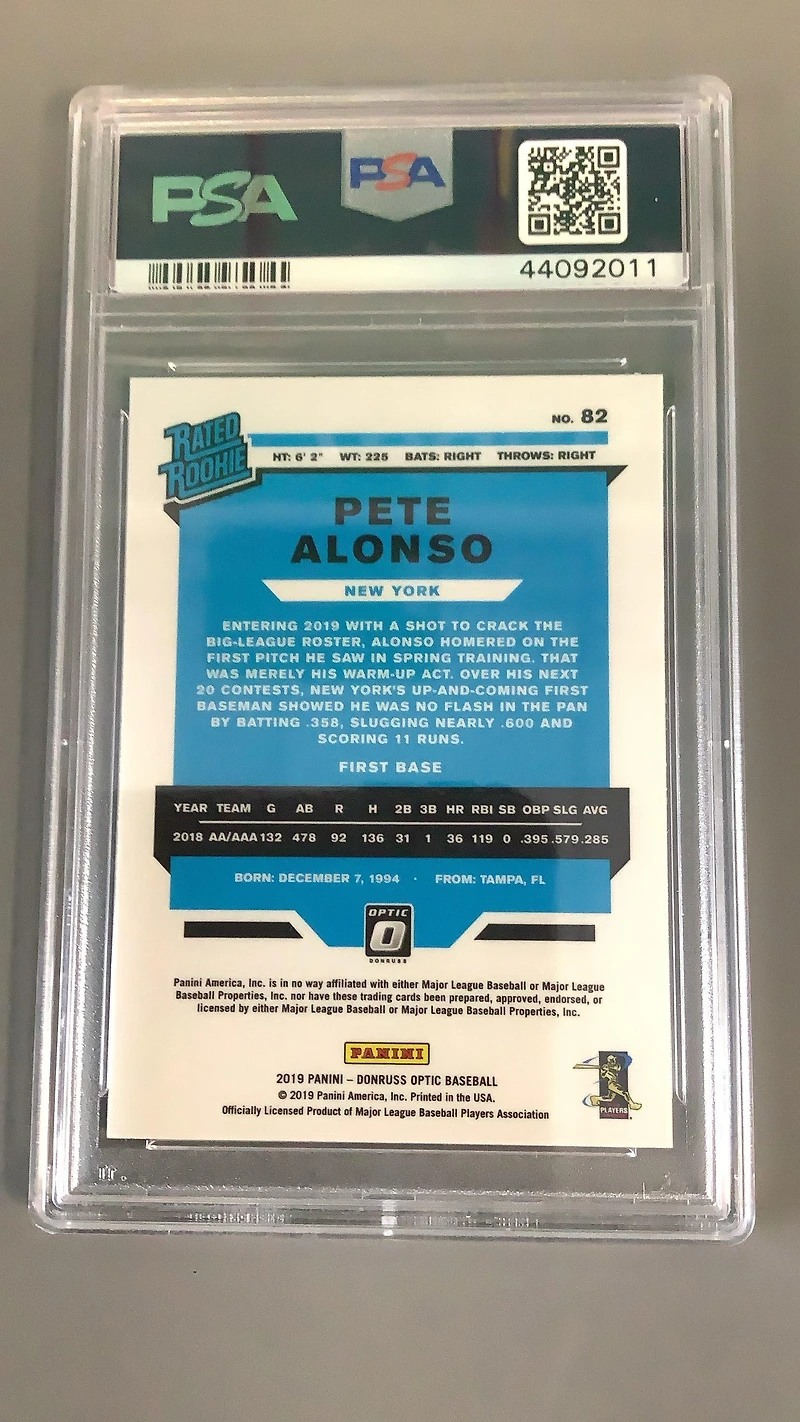 PSA
PSA
44092011
NO. 82
RATED
ROOKIE
HT: 6' 2" WT: 225 BATS: RIGHT THROWS: RIGHT
PETE
ALONSO
NEW YORK
ENTERING 2019 WITH A SHOT TO CRACK THE
BIG-LEAGUE ROSTER, ALONSO HOMERED ON THE
FIRST PITCH HE SAW IN SPRING TRAINING. THAT
WAS MERELY HIS WARM-UP ACT. OVER HIS NEXT
20 CONTESTS, NEW YORK'S UP-AND-COMING FIRST
BASEMAN SHOWED HE WAS NO FLASH IN THE PAN
BY BATTING .358, SLUGGING NEARLY .600 AND
SCORING 11 RUNS.
FIRST BASE
YEAR TEAM G AB R H 2B 3B HR RBI SB OBP SLG AVG
2018 AA/AAA 132 478 92 136 31 1 36 119 0 .395 .579 .285
BORN: DECEMBER 7, 1994 · FROM: TAMPA, FL
OPTIC
O
DONRUSS
Panini America, Inc. is in no way affiliated with either Major League Baseball or Major League
Baseball Properties, Inc. nor have these trading cards been prepared, approved, endorsed, or
licensed by either Major League Baseball or Major League Baseball Properties, Inc.
PANINI
2019 PANINI – DONRUSS OPTIC BASEBALL
© 2019 Panini America, Inc. Printed in the USA.
Officially Licensed Product of Major League Baseball Players Association
PLAYERS